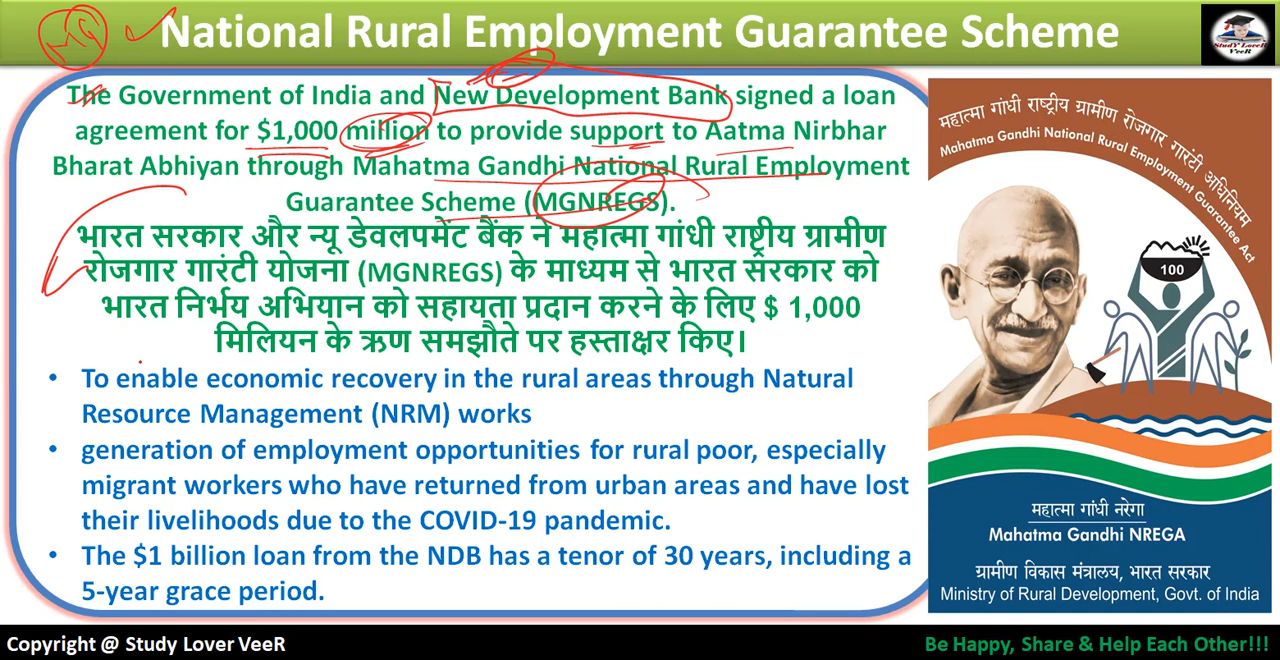 MG
National Rural Employment Guarantee Scheme
StudY LoveR
VeeR
The Government of India and New Development Bank signed a loan
agreement for $1,000 million to provide support to Aatma Nirbhar
Bharat Abhiyan through Mahatma Gandhi National Rural Employment
Guarantee Scheme (MGNREGS).
भारत सरकार और न्यू डेवलपमेंट बैंक ने महात्मा गांधी राष्ट्रीय ग्रामीण
रोजगार गारंटी योजना (MGNREGS) के माध्यम से भारत सरकार को
भारत निर्भय अभियान को सहायता प्रदान करने के लिए $ 1,000
मिलियन के ऋण समझौते पर हस्ताक्षर किए।
• To enable economic recovery in the rural areas through Natural
Resource Management (NRM) works
• generation of employment opportunities for rural poor, especially
migrant workers who have returned from urban areas and have lost
their livelihoods due to the COVID-19 pandemic.
• The $1 billion loan from the NDB has a tenor of 30 years, including a
5-year grace period.
महात्मा गांधी राष्ट्रीय ग्रामीण रोजगार गारंटी अधिनियम
Mahatma Gandhi National Rural Employment Guarantee Act
100
महात्मा गांधी नरेगा
Mahatma Gandhi NREGA
ग्रामीण विकास मंत्रालय, भारत सरकार
Ministry of Rural Development, Govt. of India
Copyright @ Study Lover VeeR
Be Happy, Share & Help Each Other!!!